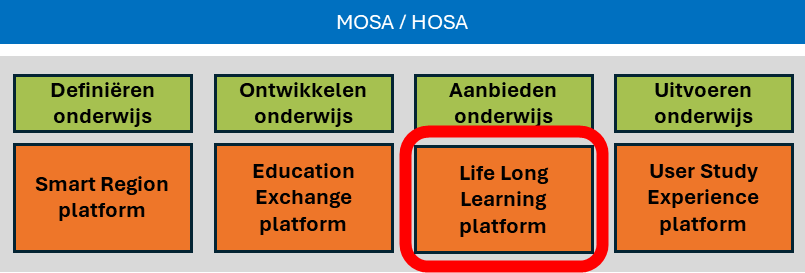 MOSA / HOSA
Definiëren
onderwijs
Ontwikkelen
onderwijs
Aanbieden
onderwijs
Uitvoeren
onderwijs
Smart Region
platform
Education
Exchange
platform
Life Long
Learning
platform
User Study
Experience
platform